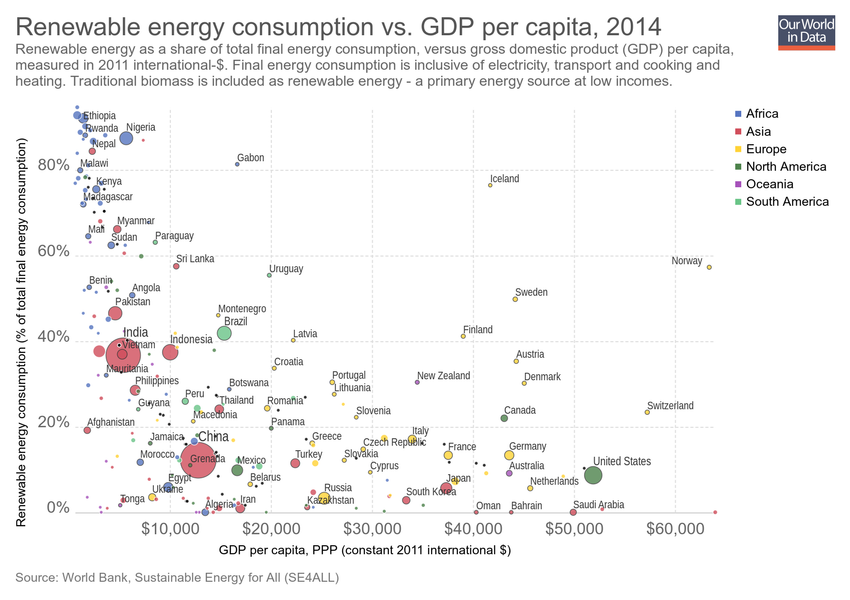 Renewable energy consumption vs. GDP per capita, 2014
Our World
in Data
Renewable energy as a share of total final energy consumption, versus gross domestic product (GDP) per capita,
measured in 2011 international-$. Final energy consumption is inclusive of electricity, transport and cooking and
heating. Traditional biomass is included as renewable energy - a primary energy source at low incomes.
Africa
Asia
Europe
North America
Oceania
South America
Renewable energy consumption (% of total final energy consumption)
80%
60%
40%
20%
0%
Ethiopia
Rwanda
Nigeria
Nepal
Gabon
Malawi
Kenya
Iceland
Madagascar
Myanmar
Mali
Sudan
Paraguay
Sri Lanka
Norway
Uruguay
Benin
Angola
Sweden
Pakistan
Montenegro
Brazil
India
Vietnam
Indonesia
Latvia
Finland
Austria
Mauritania
Croatia
Philippines
Botswana
Portugal
New Zealand
Denmark
Lithuania
Guyana
Peru
Thailand
Romania
Macedonia
Slovenia
Switzerland
Canada
Afghanistan
Panama
Jamaica
China
Greece
Czech Republic
Italy
Morocco
Grenada
Mexico
Turkey
Slovakia
France
Germany
Cyprus
Australia
United States
Egypt
Belarus
Japan
Netherlands
Ukraine
Tonga
Algeria
Iran
Russia
Kazakhstan
South Korea
Oman
Bahrain
Saudi Arabia
$10,000
$20,000
$30,000
$40,000
$50,000
$60,000
GDP per capita, PPP (constant 2011 international $)
Source: World Bank, Sustainable Energy for All (SE4ALL)